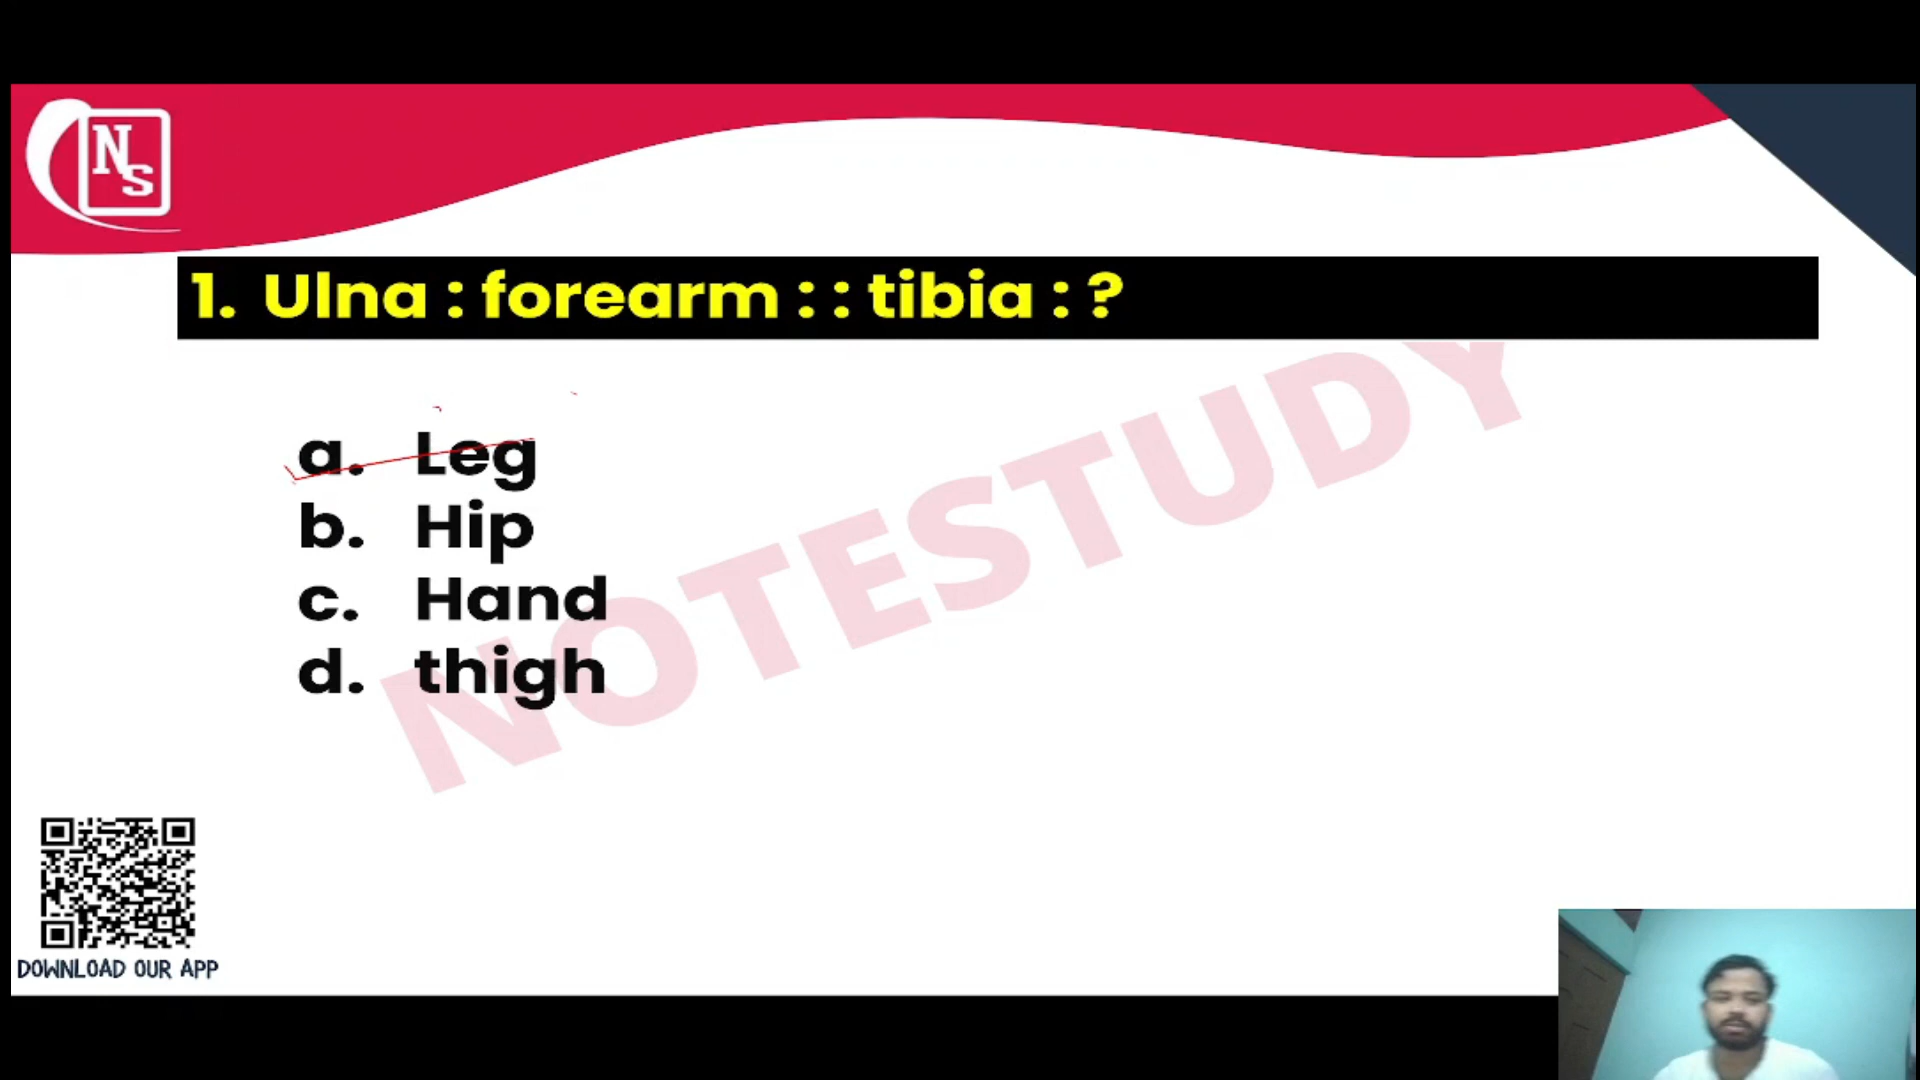 NS
1. Ulna : forearm : : tibia : ?
a. Leg
b. Hip
c. Hand
d. thigh
NOTESTUDY
DOWNLOAD OUR APP